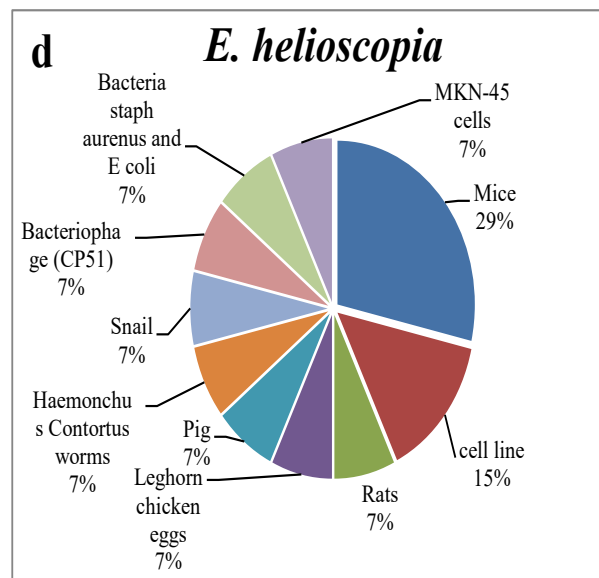 d
E. helioscopia
MKN-45
cells
7%
Mice
29%
cell line
15%
Rats
7%
Leghorn
chicken
eggs
7%
Pig
7%
Haemonchu
s Contortus
worms
7%
Snail
7%
Bacteriopha
ge (CP51)
7%
Bacteria
staph
aurenus and
E coli
7%